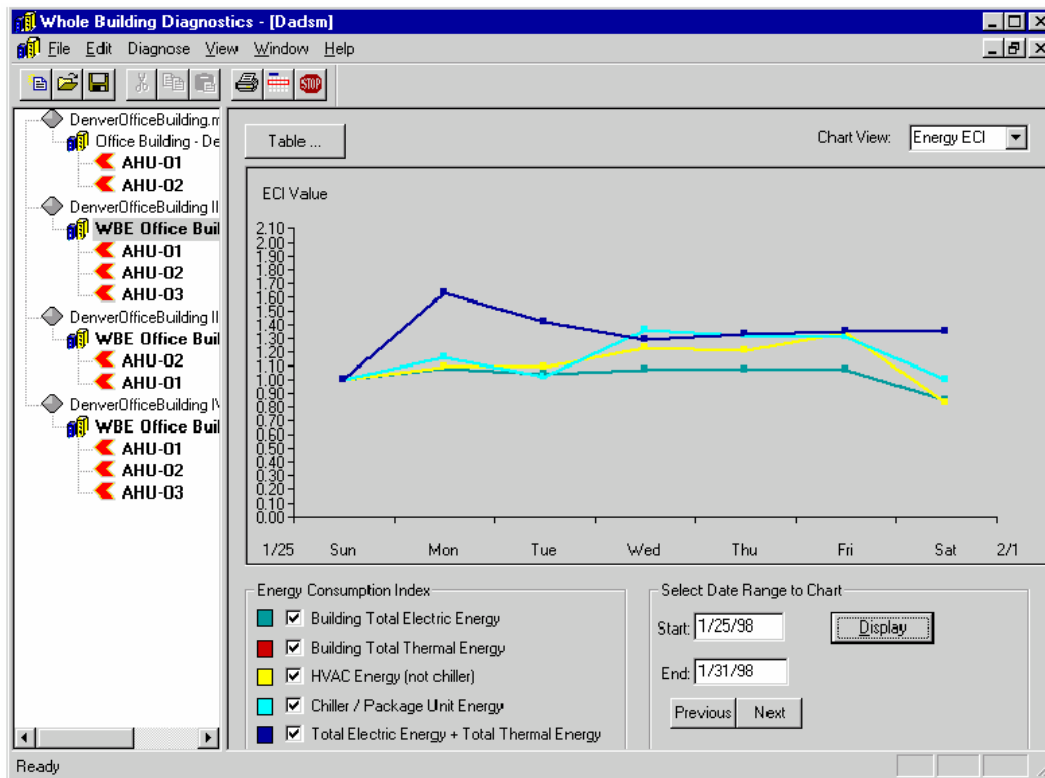 Whole Building Diagnostics - [Daclsm]
File Edit Diagnose View Window Help
STOP
DenverOfficeBuilding.m
Office Building - De
AHU-01
AHU-02
DenverOfficeBuilding II
WBE Office Buil
AHU-01
AHU-02
AHU-03
DenverOfficeBuilding II
WBE Office Buil
AHU-02
AHU-01
DenverOfficeBuilding IV
WBE Office Buil
AHU-01
AHU-02
AHU-03
Table ...
Chart View: Energy ECI
ECI Value
2.10
2.00
1.90
1.80
1.70
1.60
1.50
1.40
1.30
1.20
1.10
1.00
0.90
0.80
0.70
0.60
0.50
0.40
0.30
0.20
0.10
0.00
1/25 Sun Mon Tue Wed Thu Fri Sat 2/1
Energy Consumption Index
Building Total Electric Energy
Building Total Thermal Energy
HVAC Energy (not chiller)
Chiller / Package Unit Energy
Total Electric Energy + Total Thermal Energy
Select Date Range to Chart
Start: 1/25/98 Display
End: 1/31/98
Previous Next
Ready